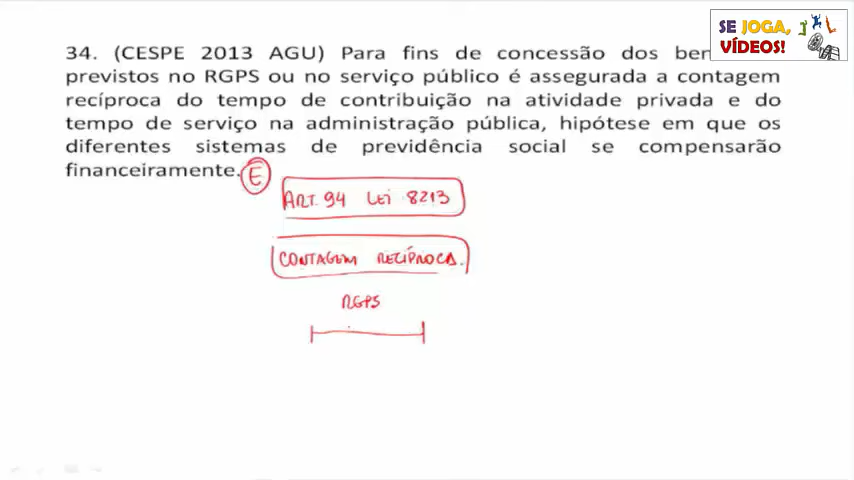 SE JOGA,
VÍDEOS!
34. (CESPE 2013 AGU) Para fins de concessão dos
previstos no RGPS ou no serviço público é assegurada a contagem
recíproca do tempo de contribuição na atividade privada e do
tempo de serviço na administração pública, hipótese em que os
diferentes sistemas de previdência social se compensarão
financeiramente. E
ART. 94 LEI 8213
CONTAGEM RECÍPROCA.
RGPS